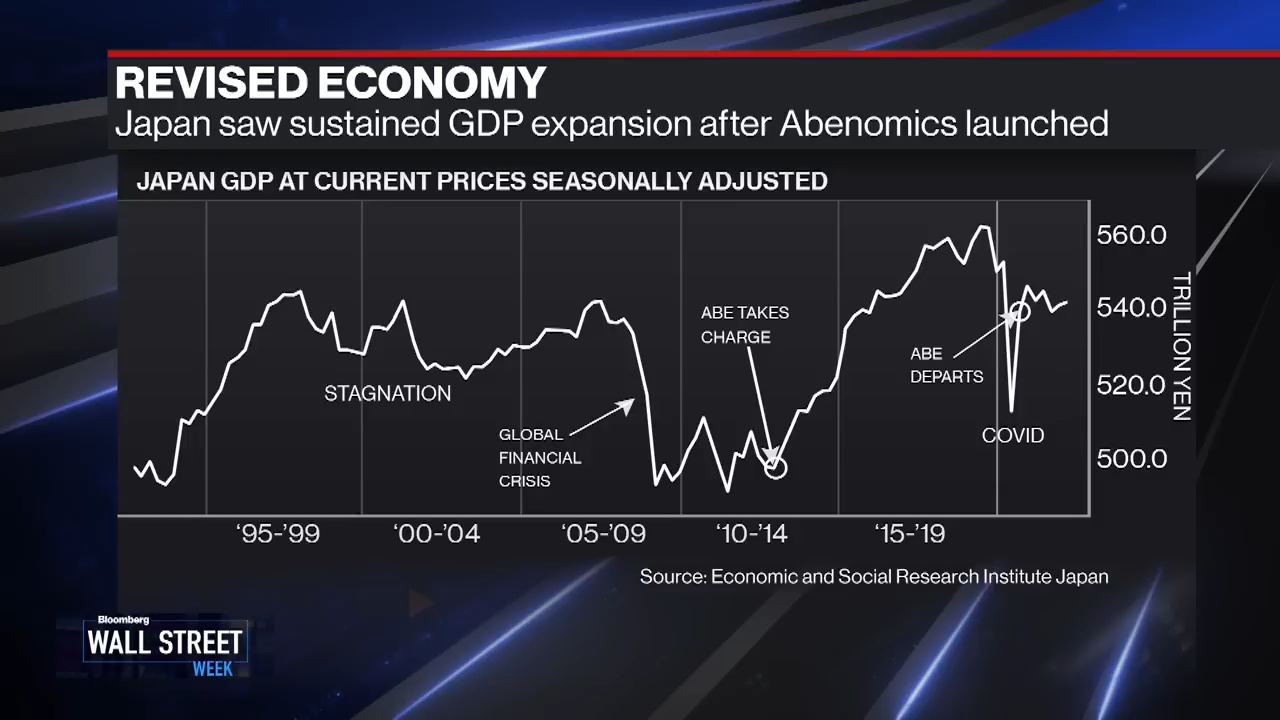 REVISED ECONOMY
Japan saw sustained GDP expansion after Abenomics launched
JAPAN GDP AT CURRENT PRICES SEASONALLY ADJUSTED
560.0
540.0
520.0
500.0
TRILLION YEN
STAGNATION
GLOBAL
FINANCIAL
CRISIS
ABE TAKES
CHARGE
ABE
DEPARTS
COVID
‘95-’99
‘00-’04
‘05-’09
‘10-’14
‘15-’19
Source: Economic and Social Research Institute Japan
Bloomberg
WALL STREET
WEEK